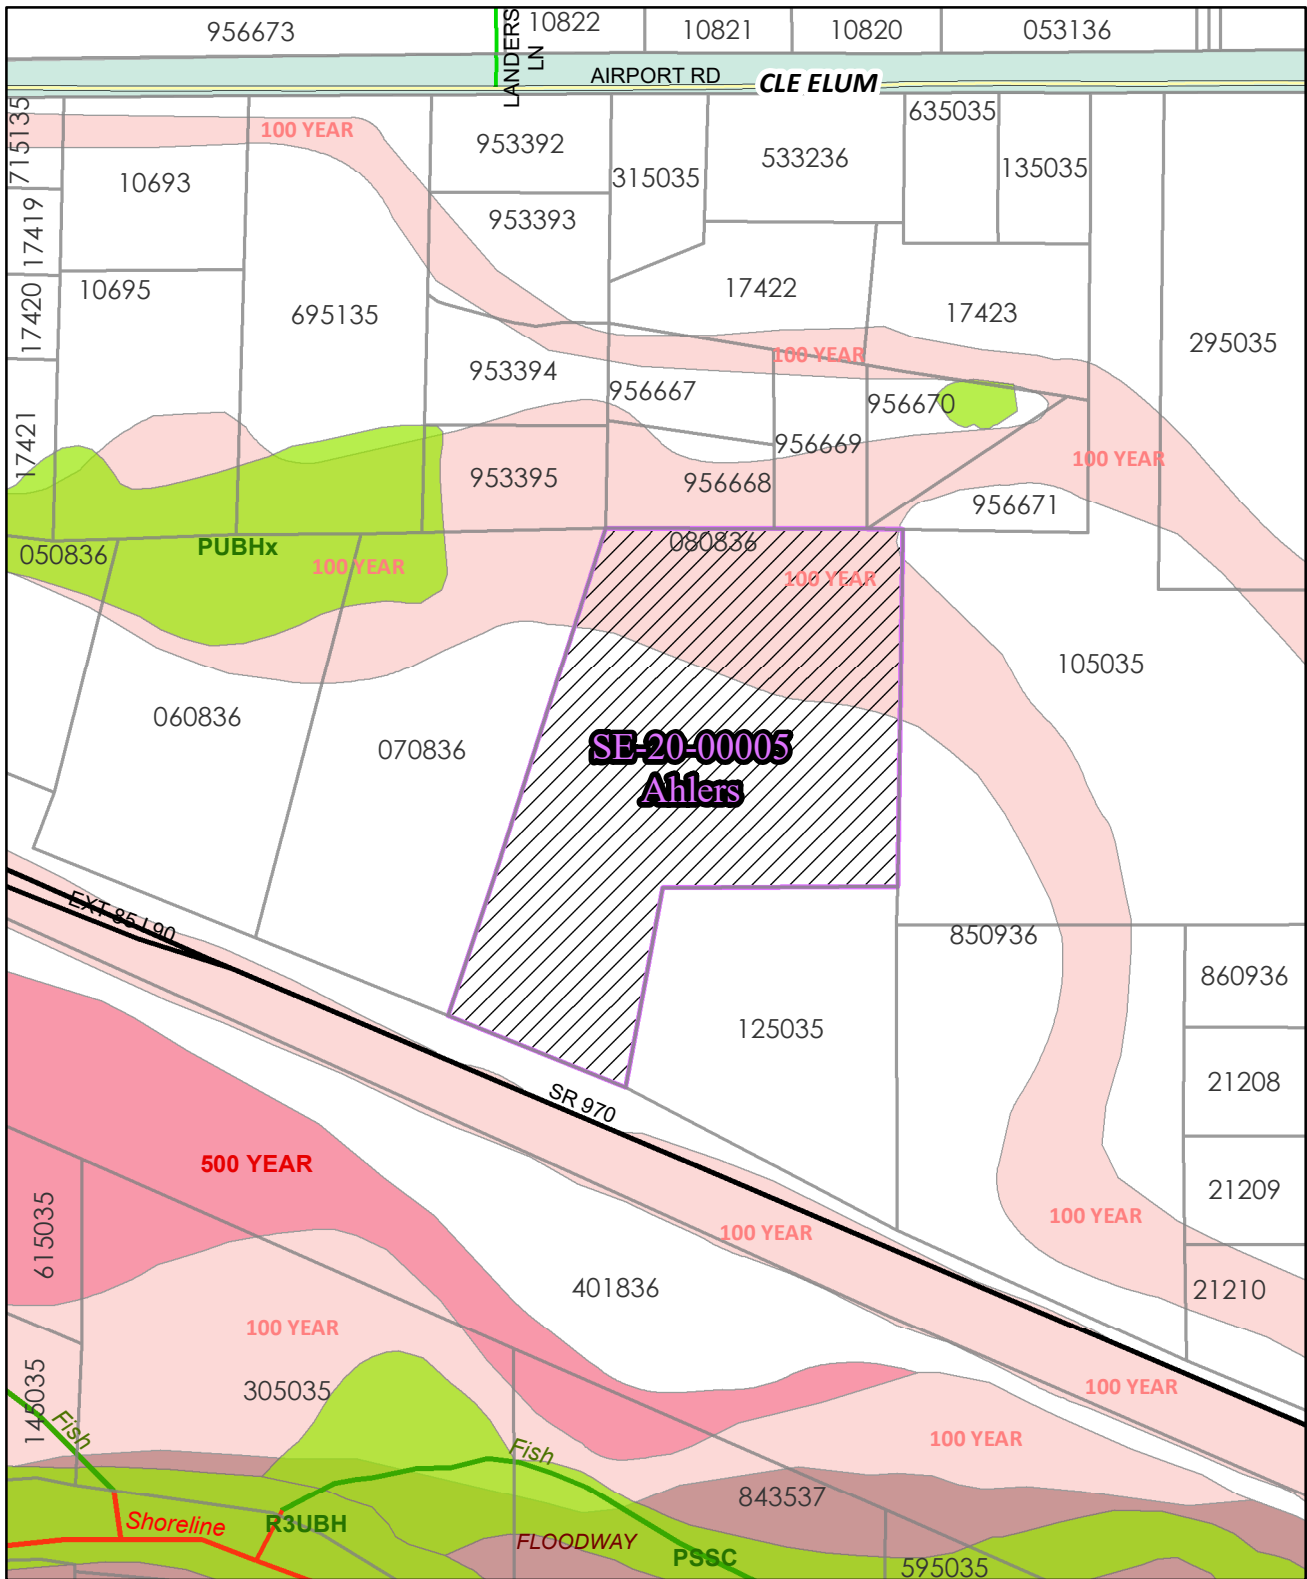 956673
LANDERS LN
10822
10821
10820
053136
AIRPORT RD
CLE ELUM
715135
100 YEAR
953392
315035
533236
635035
135035
10693
17419
953393
10695
17420
695135
17422
17423
295035
953394
100 YEAR
956667
956670
17421
953395
956669
956668
100 YEAR
956671
050836
PUBHx
100 YEAR
080836
100 YEAR
105035
060836
070836
SE-20-00005
Ahlers
EXT 85 I 90
850936
860936
125035
21208
SR 970
500 YEAR
21209
615035
100 YEAR
100 YEAR
401836
21210
100 YEAR
145035
305035
100 YEAR
Fish
Fish
100 YEAR
843537
Shoreline
R3UBH
FLOODWAY
PSSC
595035